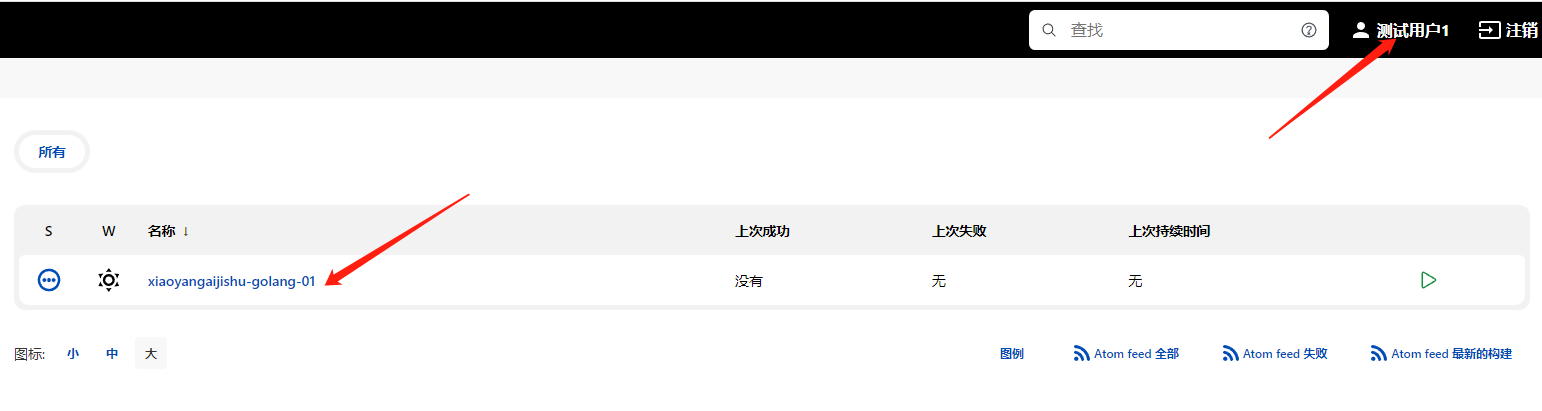 查找 测试用户1 注销
所有
S W 名称 ↓ 上次成功 上次失败 上次持续时间
xiaoyangaijishu-golang-01 没有 无 无
图标: 小 中 大 图例 Atom feed 全部 Atom feed 失败 Atom feed 最新的构建